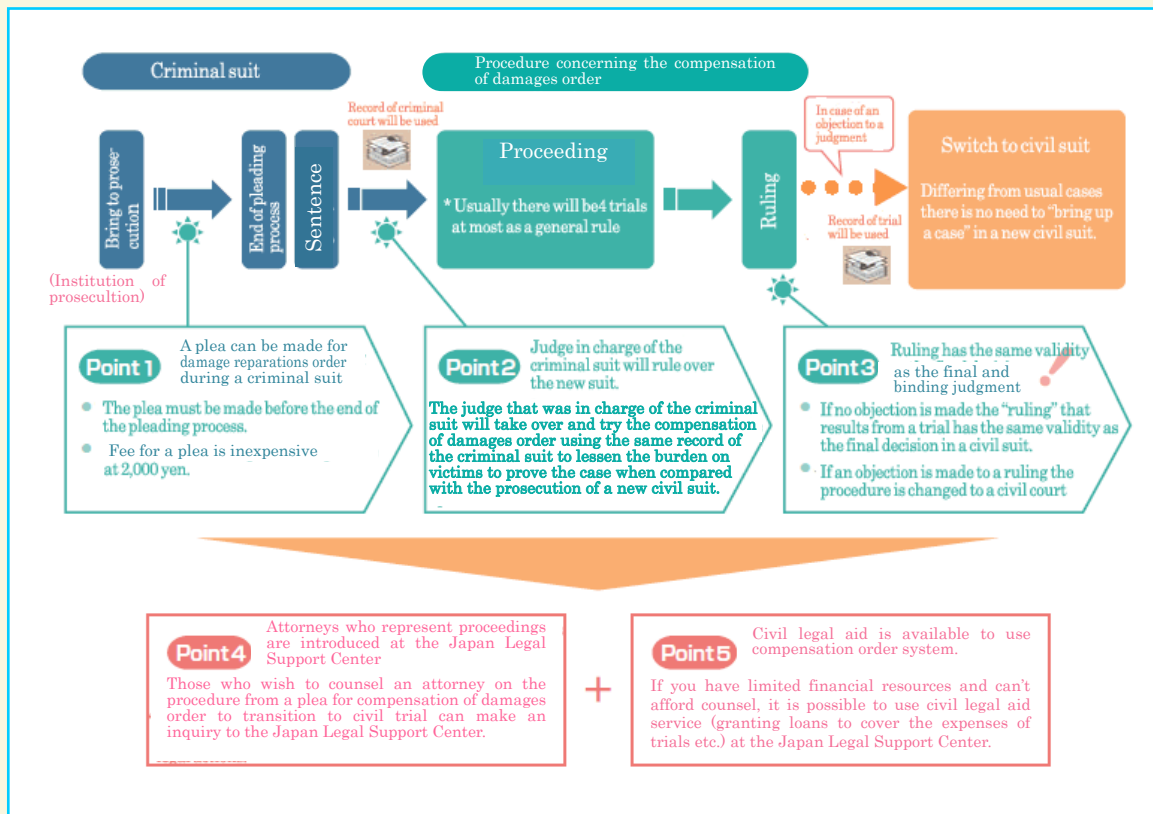 Criminal suit
Procedure concerning the compensation
of damages order
Record of criminal
court will be used
In case of an
objection to a
judgment
Bring to prose-
cution
End of pleading
process
Sentence
Proceeding
* Usually there will be4 trials
at most as a general rule
Ruling
Record of trial
will be used
Switch to civil suit
Differing from usual cases
there is no need to "bring up
a case" in a new civil suit.
(Institution of
prosecultion)
Point 1
A plea can be made for
damage reparations order
during a criminal suit
● The plea must be made before the end of
the pleading process.
● Fee for a plea is inexpensive
at 2,000 yen.
Point 2
Judge in charge of the
criminal suit will rule over
the new suit.
The judge that was in charge of the criminal
suit will take over and try the compensation
of damages order using the same record of
the criminal suit to lessen the burden on
victims to prove the case when compared
with the prosecution of a new civil suit.
Point 3
Ruling has the same validity
as the final and
binding judgment
● If no objection is made the "ruling" that
results from a trial has the same validity as
the final decision in a civil suit.
● If an objection is made to a ruling the
procedure is changed to a civil court
Point 4
Attorneys who represent proceedings
are introduced at the Japan Legal
Support Center
Those who wish to counsel an attorney on the
procedure from a plea for compensation of damages
order to transition to civil trial can make an
inquiry to the Japan Legal Support Center.
+
Point 5
Civil legal aid is available to use
compensation order system.
If you have limited financial resources and can't
afford counsel, it is possible to use civil legal aid
service (granting loans to cover the expenses of
trials etc.) at the Japan Legal Support Center.